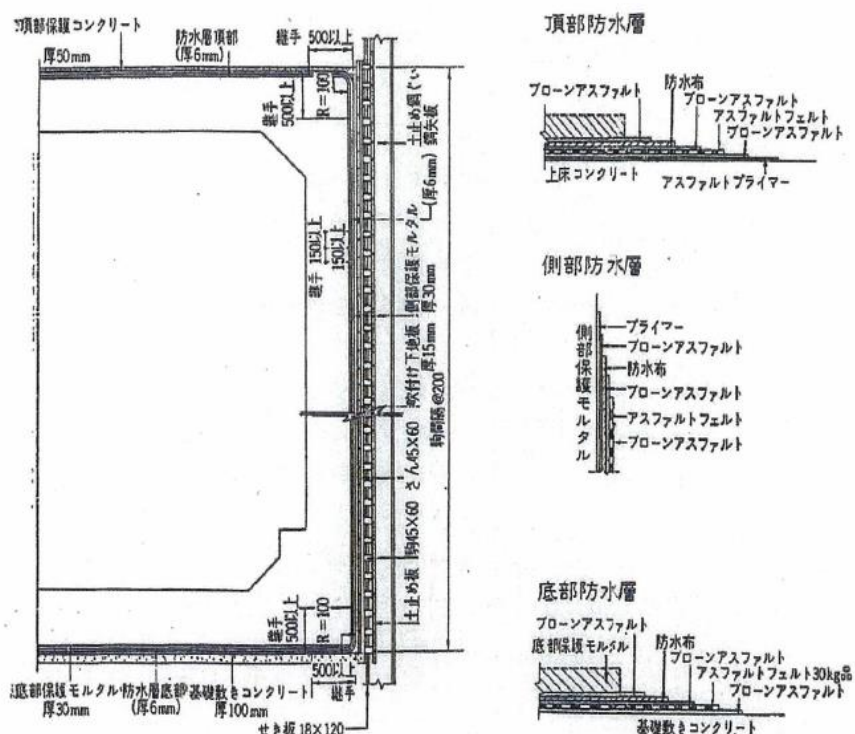 頂部保護コンクリート
厚50mm
防水層頂部
(厚6mm)
継手 500以上
継手
500以上
R=100
土止め鋼ぐい
鋼矢板
(厚6mm)
継手 150以上
150以上
側部保護モルタル
厚30mm
吹付け下地板
厚15mm
駒間隔@200
さん45×60
駒45×60
土止め板
継手
500以上
R=100
500以上
継手
底部保護モルタル
厚30mm
防水層底部
(厚6mm)
基礎敷きコンクリート
厚100mm
せき板18×120
頂部防水層
ブローンアスファルト
防水布
ブローンアスファルト
アスファルトフェルト
ブローンアスファルト
上床コンクリート
アスファルトプライマー
側部防水層
側部保護モルタル
プライマー
ブローンアスファルト
防水布
ブローンアスファルト
アスファルトフェルト
ブローンアスファルト
底部防水層
ブローンアスファルト
底部保護モルタル
防水布
ブローンアスファルト
アスファルトフェルト30kg品
ブローンアスファルト
基礎敷きコンクリート